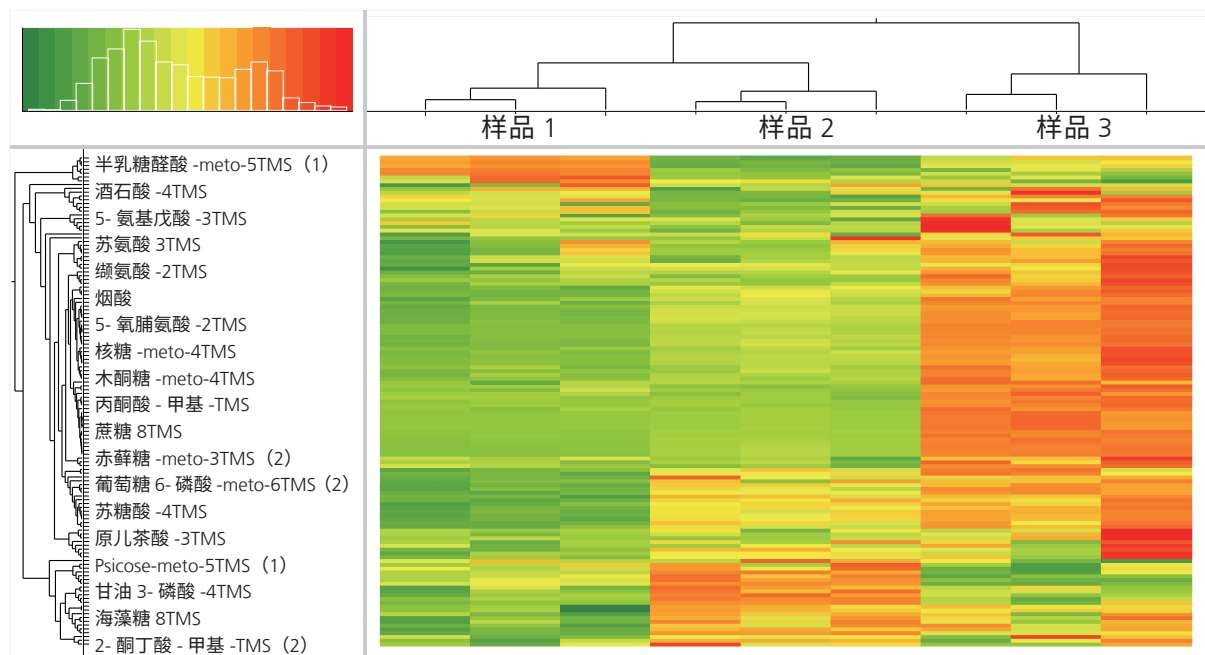 样品 1
样品 2
样品 3
半乳糖醛酸 -meto-5TMS（1）
酒石酸 -4TMS
5- 氨基戊酸 -3TMS
苏氨酸 3TMS
缬氨酸 -2TMS
烟酸
5- 氧脯氨酸 -2TMS
核糖 -meto-4TMS
木酮糖 -meto-4TMS
丙酮酸 - 甲基 -TMS
蔗糖 8TMS
赤藓糖 -meto-3TMS（2）
葡萄糖 6- 磷酸 -meto-6TMS（2）
苏糖酸 -4TMS
原儿茶酸 -3TMS
Psicose-meto-5TMS（1）
甘油 3- 磷酸 -4TMS
海藻糖 8TMS
2- 酮丁酸 - 甲基 -TMS（2）